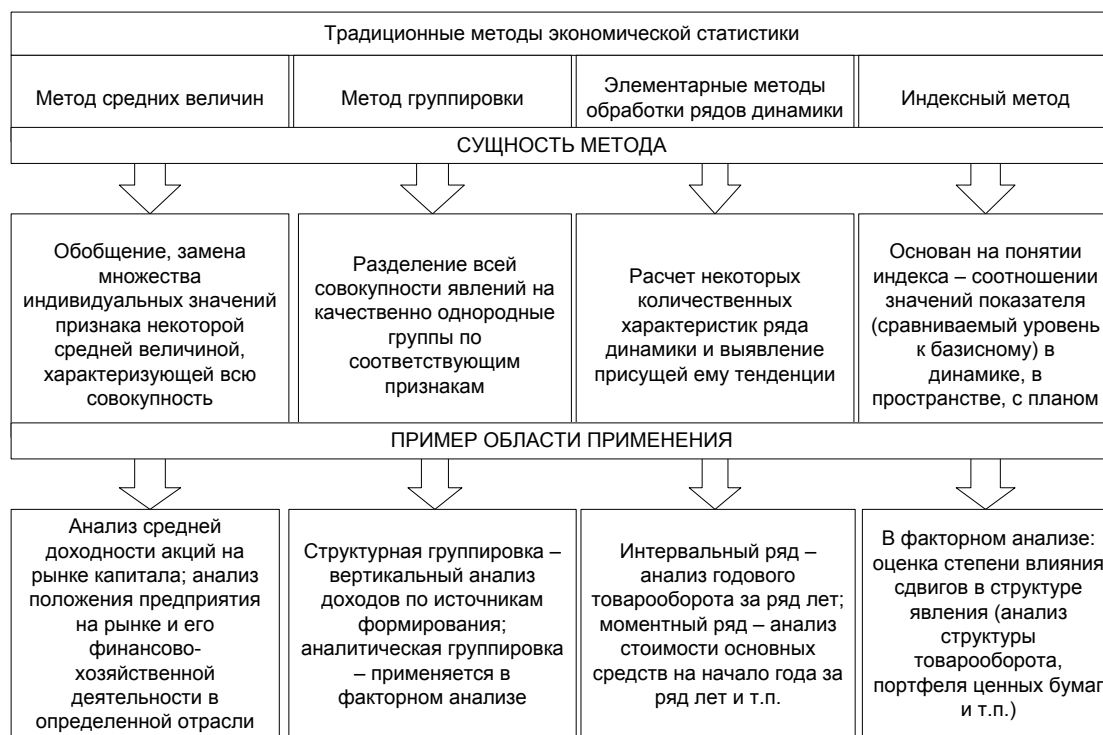 Традиционные методы экономической статистики
Метод средних величин
Метод группировки
Элементарные методы
обработки рядов динамики
Индексный метод
СУЩНОСТЬ МЕТОДА
Обобщение, замена
множества
индивидуальных значений
признака некоторой
средней величиной,
характеризующей всю
совокупность
Разделение всей
совокупности явлений на
качественно однородные
группы по
соответствующим
признакам
Расчет некоторых
количественных
характеристик ряда
динамики и выявление
присущей ему тенденции
Основан на понятии
индекса – соотношении
значений показателя
(сравниваемый уровень
к базисному) в
динамике, в
пространстве, с планом
ПРИМЕР ОБЛАСТИ ПРИМЕНЕНИЯ
Анализ средней
доходности акций на
рынке капитала; анализ
положения предприятия
на рынке и его
финансово-
хозяйственной
деятельности в
определенной отрасли
Структурная группировка –
вертикальный анализ
доходов по источникам
формирования;
аналитическая группировка
– применяется в
факторном анализе
Интервальный ряд –
анализ годового
товарооборота за ряд лет;
моментный ряд – анализ
стоимости основных
средств на начало года за
ряд лет и т.п.
В факторном анализе:
оценка степени влияния
сдвигов в структуре
явления (анализ
структуры
товарооборота,
портфеля ценных бумаг
и т.п.)